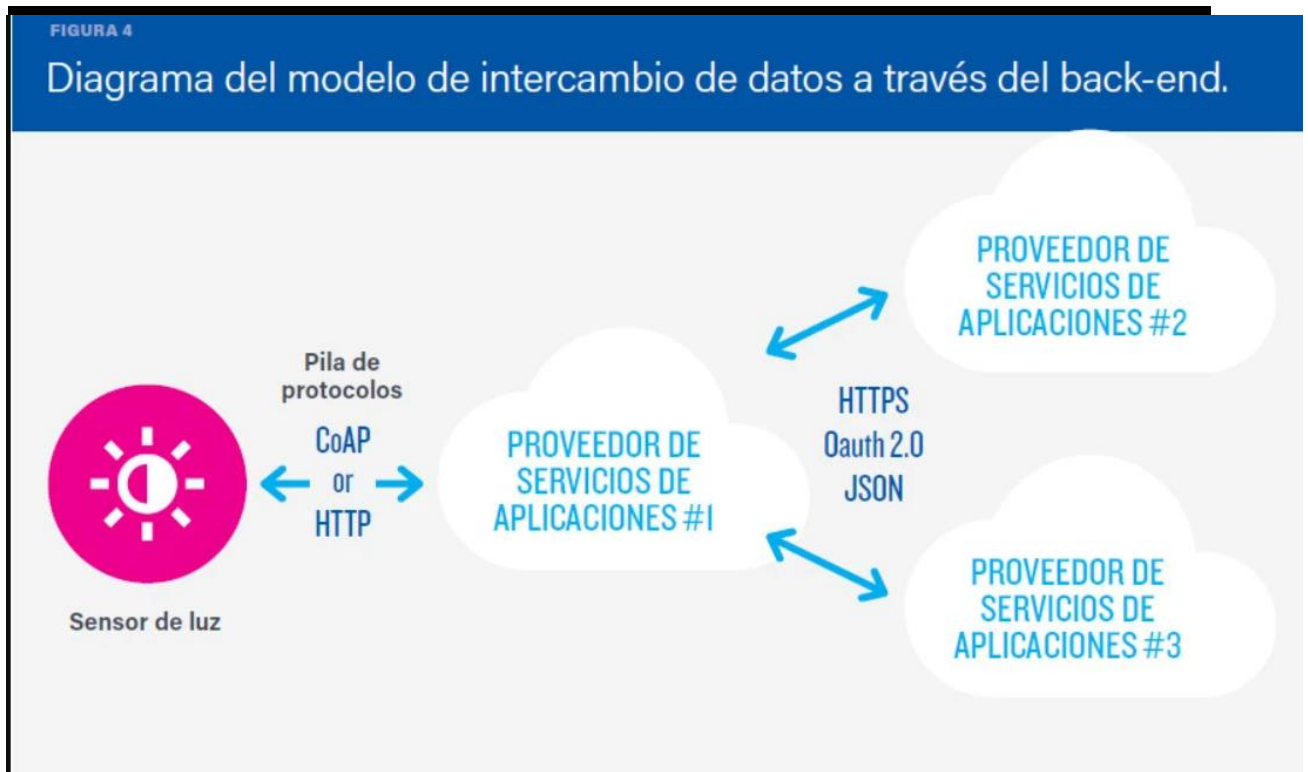 FIGURA 4
Diagrama del modelo de intercambio de datos a través del back-end.
Pila de
protocolos
CoAP
or
HTTP
Sensor de luz
PROVEEDOR DE
SERVICIOS DE
APLICACIONES #1
HTTPS
Oauth 2.0
JSON
PROVEEDOR DE
SERVICIOS DE
APLICACIONES #2
PROVEEDOR DE
SERVICIOS DE
APLICACIONES #3